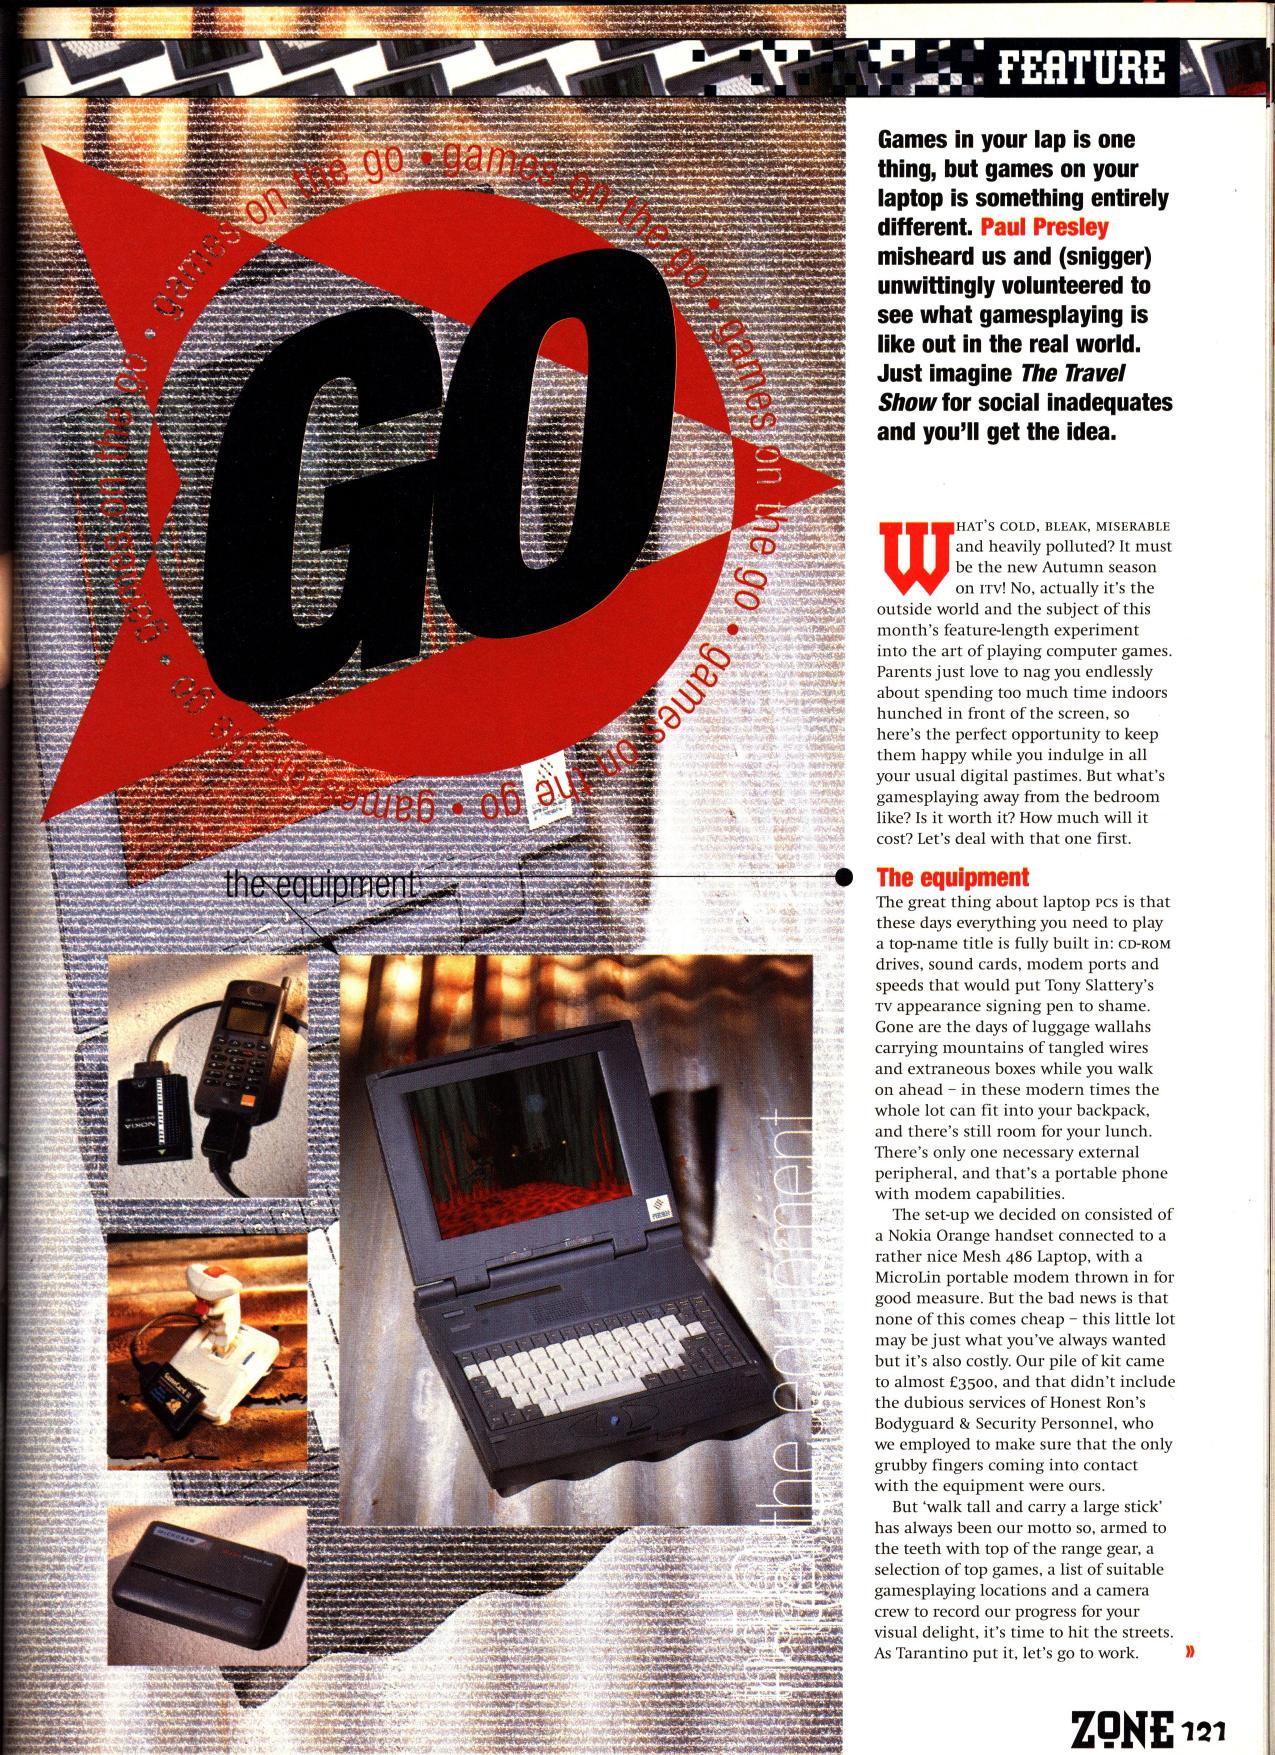 FEATURE
games on the go • games on the go • games on the go • games on the go • games on the go • games on the go •
GO
Games in your lap is one
thing, but games on your
laptop is something entirely
different. Paul Presley
misheard us and (snigger)
unwittingly volunteered to
see what gamesplaying is
like out in the real world.
Just imagine The Travel
Show for social inadequates
and you'll get the idea.
WHAT'S COLD, BLEAK, MISERABLE
and heavily polluted? It must
be the new Autumn season
on ITV! No, actually it's the
outside world and the subject of this
month's feature-length experiment
into the art of playing computer games.
Parents just love to nag you endlessly
about spending too much time indoors
hunched in front of the screen, so
here's the perfect opportunity to keep
them happy while you indulge in all
your usual digital pastimes. But what's
gamesplaying away from the bedroom
like? Is it worth it? How much will it
cost? Let's deal with that one first.
The equipment
The great thing about laptop PCs is that
these days everything you need to play
a top-name title is fully built in: CD-ROM
drives, sound cards, modem ports and
speeds that would put Tony Slattery's
TV appearance signing pen to shame.
Gone are the days of luggage wallahs
carrying mountains of tangled wires
and extraneous boxes while you walk
on ahead – in these modern times the
whole lot can fit into your backpack,
and there's still room for your lunch.
There's only one necessary external
peripheral, and that's a portable phone
with modem capabilities.
The set-up we decided on consisted of
a Nokia Orange handset connected to a
rather nice Mesh 486 Laptop, with a
MicroLin portable modem thrown in for
good measure. But the bad news is that
none of this comes cheap – this little lot
may be just what you've always wanted
but it's also costly. Our pile of kit came
to almost £3500, and that didn't include
the dubious services of Honest Ron's
Bodyguard & Security Personnel, who
we employed to make sure that the only
grubby fingers coming into contact
with the equipment were ours.
But 'walk tall and carry a large stick'
has always been our motto so, armed to
the teeth with top of the range gear, a
selection of top games, a list of suitable
gamesplaying locations and a camera
crew to record our progress for your
visual delight, it's time to hit the streets.
As Tarantino put it, let's go to work. »
the equipment
NOKIA
NOKIA
the equipment
MICRODATA
ZONE 121